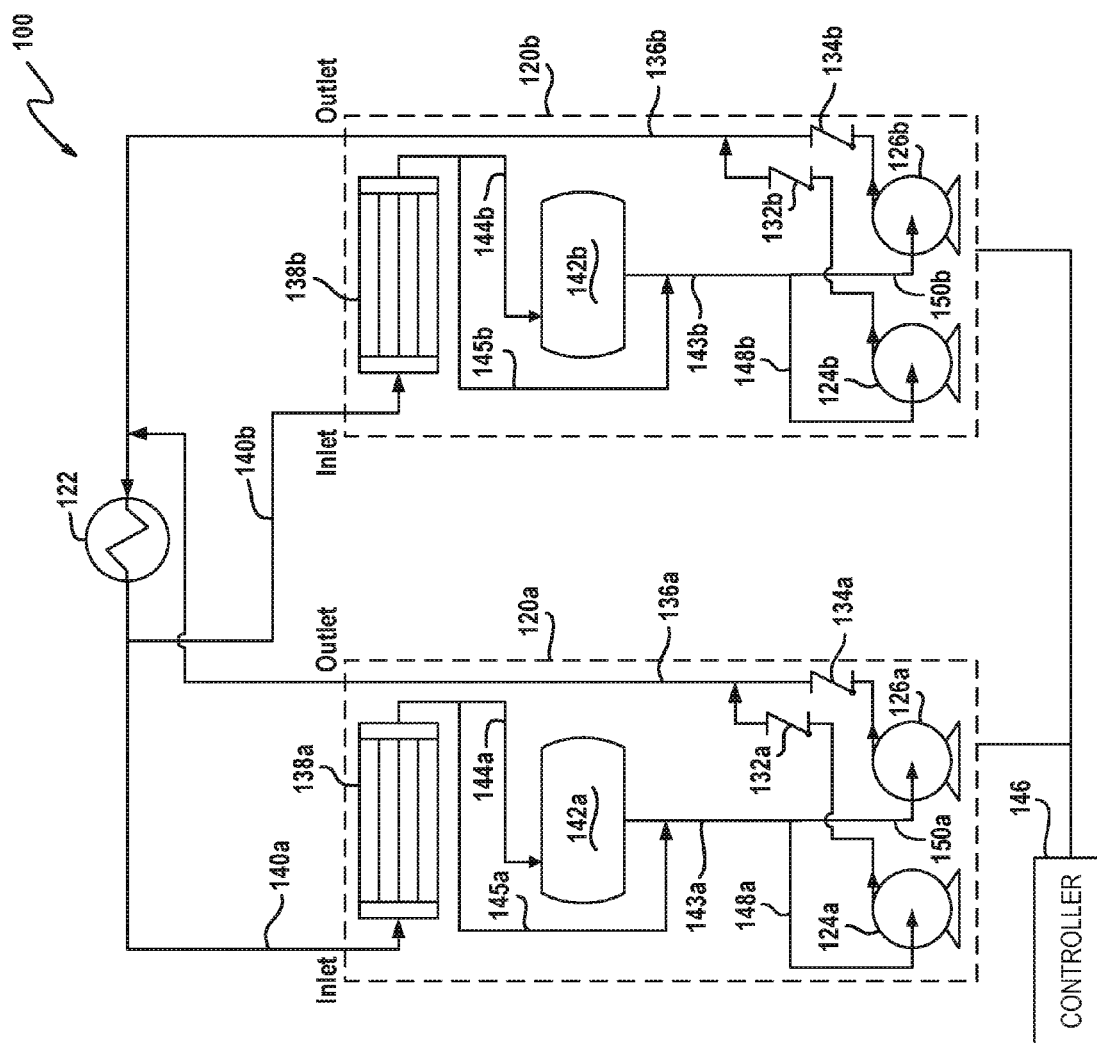 100
Outlet
120b
136b
134b
126b
132b
144b
142b
150b
138b
145b
143b
148b
124b
Inlet
140b
122
Outlet
120a
136a
134a
126a
132a
144a
142a
150a
138a
145a
143a
148a
124a
140a
Inlet
146
CONTROLLER